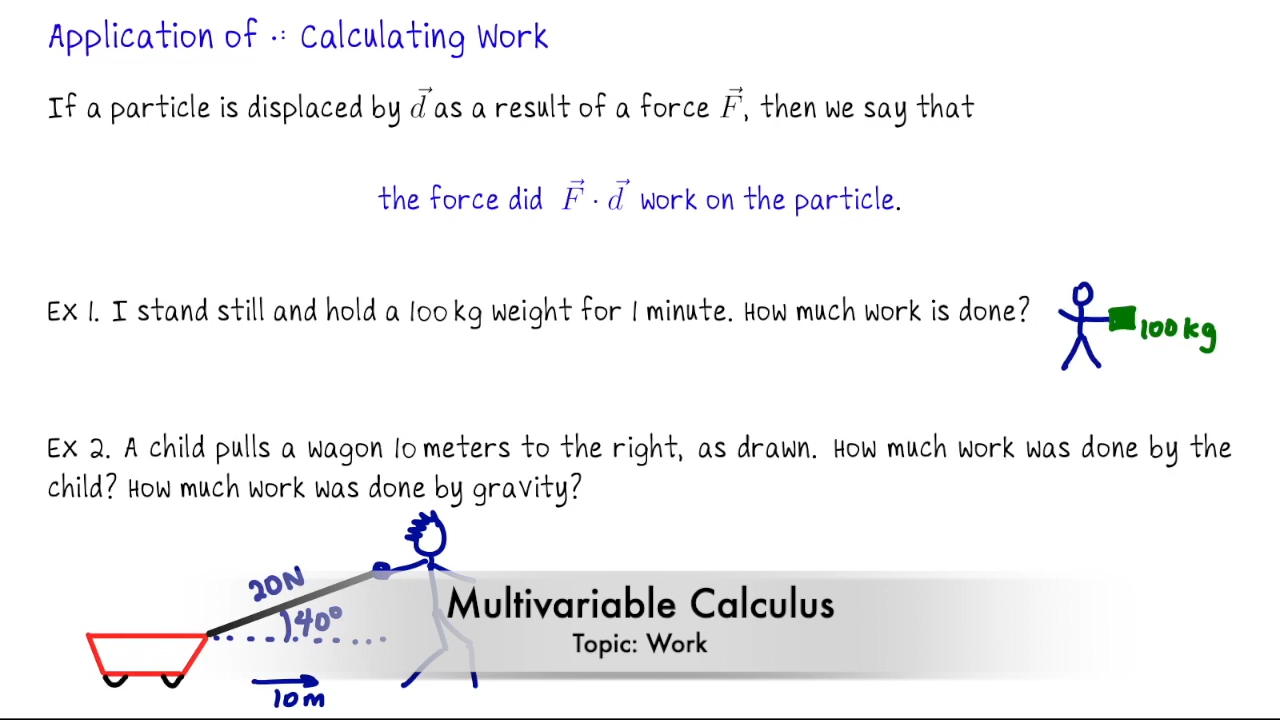 Application of ∴ Calculating Work
If a particle is displaced by \vec{d} as a result of a force \vec{F}, then we say that
the force did \vec{F} · \vec{d} work on the particle.
Ex 1. I stand still and hold a 100 kg weight for 1 minute. How much work is done?
100 kg
Ex 2. A child pulls a wagon 10 meters to the right, as drawn. How much work was done by the
child? How much work was done by gravity?
20N
40°
Multivariable Calculus
Topic: Work
10m